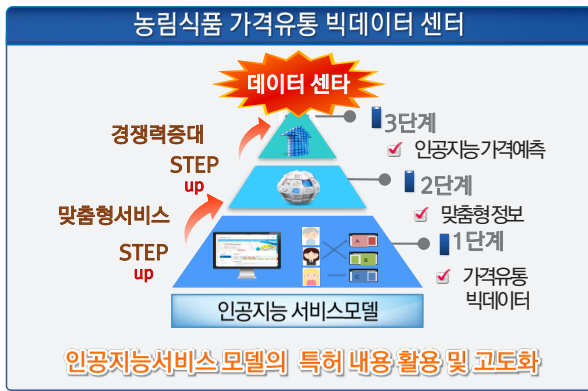 농림식품 가격유통 빅데이터 센터
데이터 센타
경쟁력증대
STEP
up
3단계
인공지능 가격예측
맞춤형서비스
STEP
up
2단계
맞춤형 정보
1단계
가격유통
빅데이터
A
B
C
인공지능 서비스모델
인공지능서비스 모델의 특허 내용 활용 및 고도화